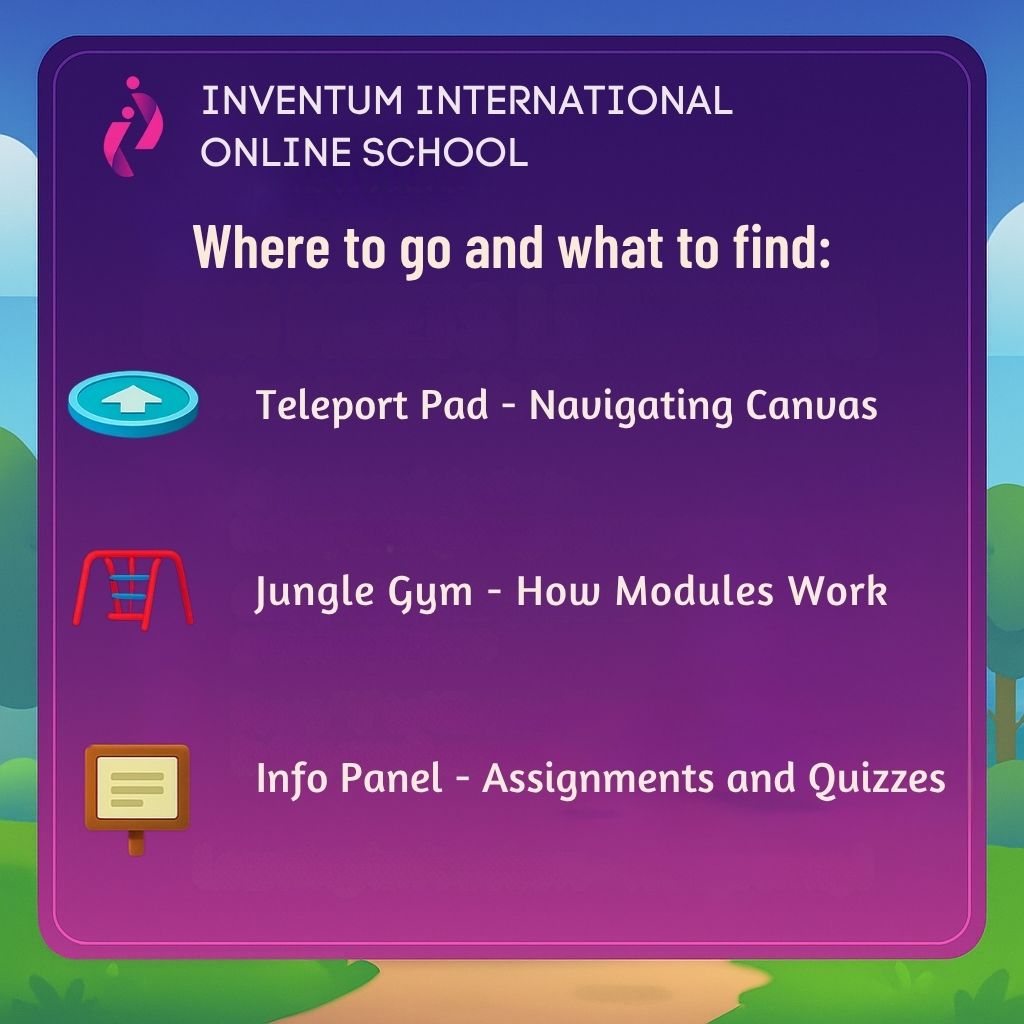 INVENTUM INTERNATIONAL
ONLINE SCHOOL
Where to go and what to find:
Teleport Pad - Navigating Canvas
Jungle Gym - How Modules Work
Info Panel - Assignments and Quizzes